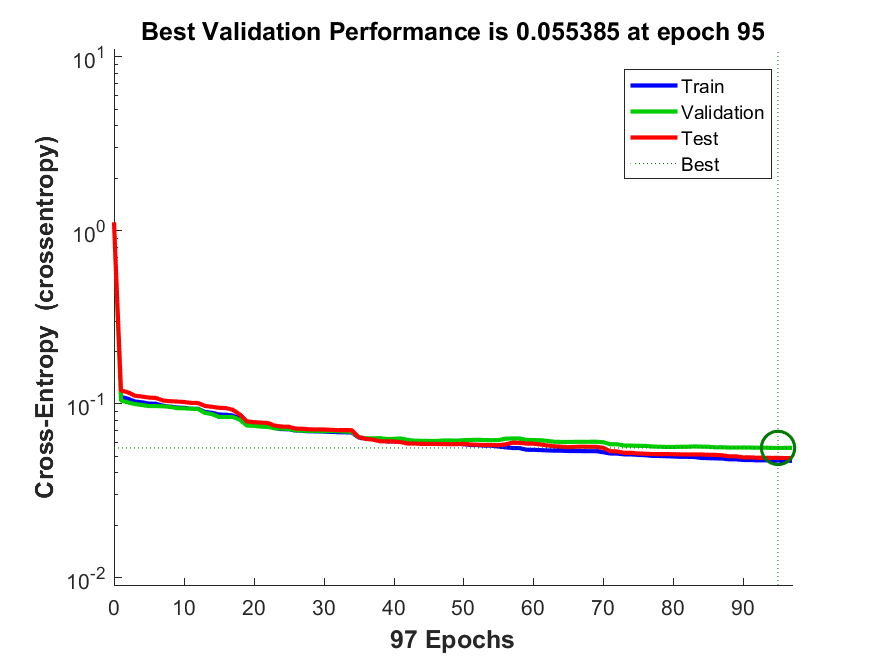 Best Validation Performance is 0.055385 at epoch 95
10^1
10^0
10^-1
10^-2
Cross-Entropy (crossentropy)
Train
Validation
Test
Best
0 10 20 30 40 50 60 70 80 90
97 Epochs